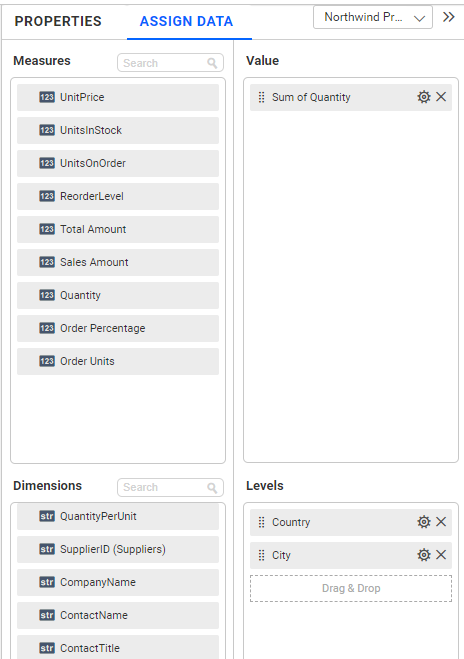 PROPERTIES
ASSIGN DATA
Northwind Pr...
Measures
Search
123 UnitPrice
123 UnitsInStock
123 UnitsOnOrder
123 ReorderLevel
123 Total Amount
123 Sales Amount
123 Quantity
123 Order Percentage
123 Order Units
Value
Sum of Quantity
Dimensions
Search
str QuantityPerUnit
str SupplierID (Suppliers)
str CompanyName
str ContactName
str ContactTitle
Levels
Country
City
Drag & Drop